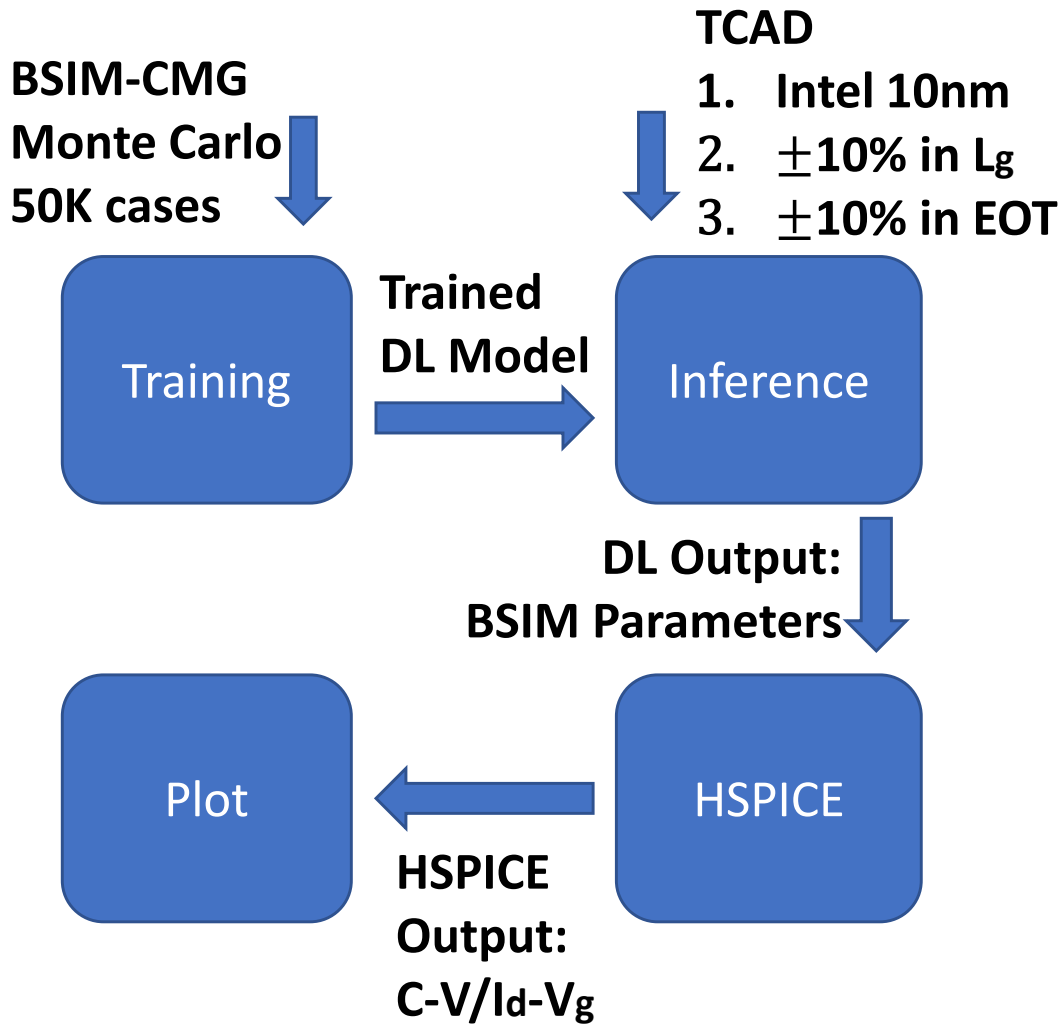 BSIM-CMG
Monte Carlo
50K cases
TCAD
1. Intel 10nm
2. ±10% in Lg
3. ±10% in EOT
Training
Trained
DL Model
Inference
DL Output:
BSIM Parameters
Plot
HSPICE
HSPICE
Output:
C-V/Id-Vg